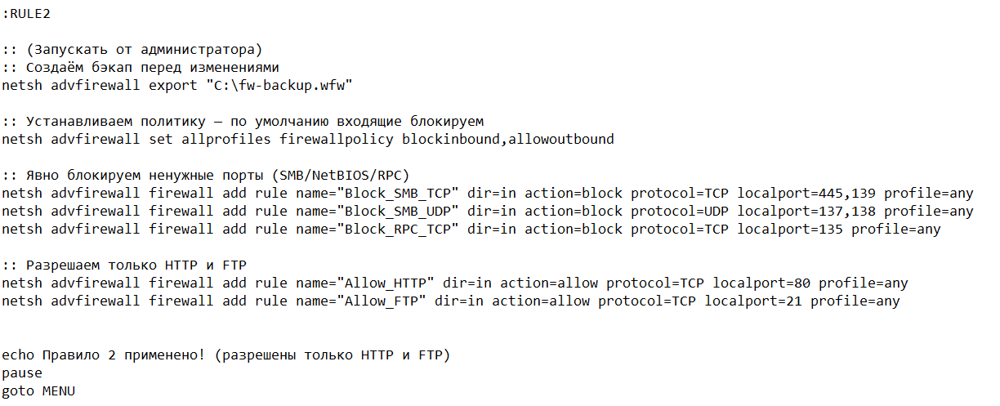 :RULE2
:: (Запускать от администратора)
:: Создаём бэкап перед изменениями
netsh advfirewall export "C:\fw-backup.wfw"
:: Устанавливаем политику — по умолчанию входящие блокируем
netsh advfirewall set allprofiles firewallpolicy blockinbound,allowoutbound
:: Явно блокируем ненужные порты (SMB/NetBIOS/RPC)
netsh advfirewall firewall add rule name="Block_SMB_TCP" dir=in action=block protocol=TCP localport=445,139 profile=any
netsh advfirewall firewall add rule name="Block_SMB_UDP" dir=in action=block protocol=UDP localport=137,138 profile=any
netsh advfirewall firewall add rule name="Block_RPC_TCP" dir=in action=block protocol=TCP localport=135 profile=any
:: Разрешаем только HTTP и FTP
netsh advfirewall firewall add rule name="Allow_HTTP" dir=in action=allow protocol=TCP localport=80 profile=any
netsh advfirewall firewall add rule name="Allow_FTP" dir=in action=allow protocol=TCP localport=21 profile=any
echo Правило 2 применено! (разрешены только HTTP и FTP)
pause
goto MENU